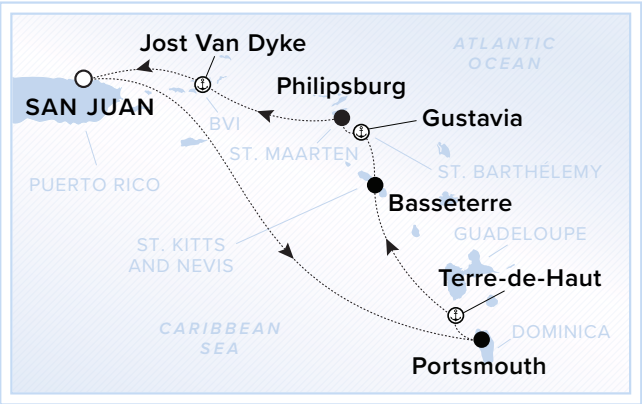 Jost Van Dyke
ATLANTIC
OCEAN
Philipsburg
SAN JUAN
Gustavia
BVI
ST. MAARTEN
ST. BARTHÉLEMY
PUERTO RICO
Basseterre
ST. KITTS
AND NEVIS
GUADELOUPE
Terre-de-Haut
CARIBBEAN
SEA
DOMINICA
Portsmouth